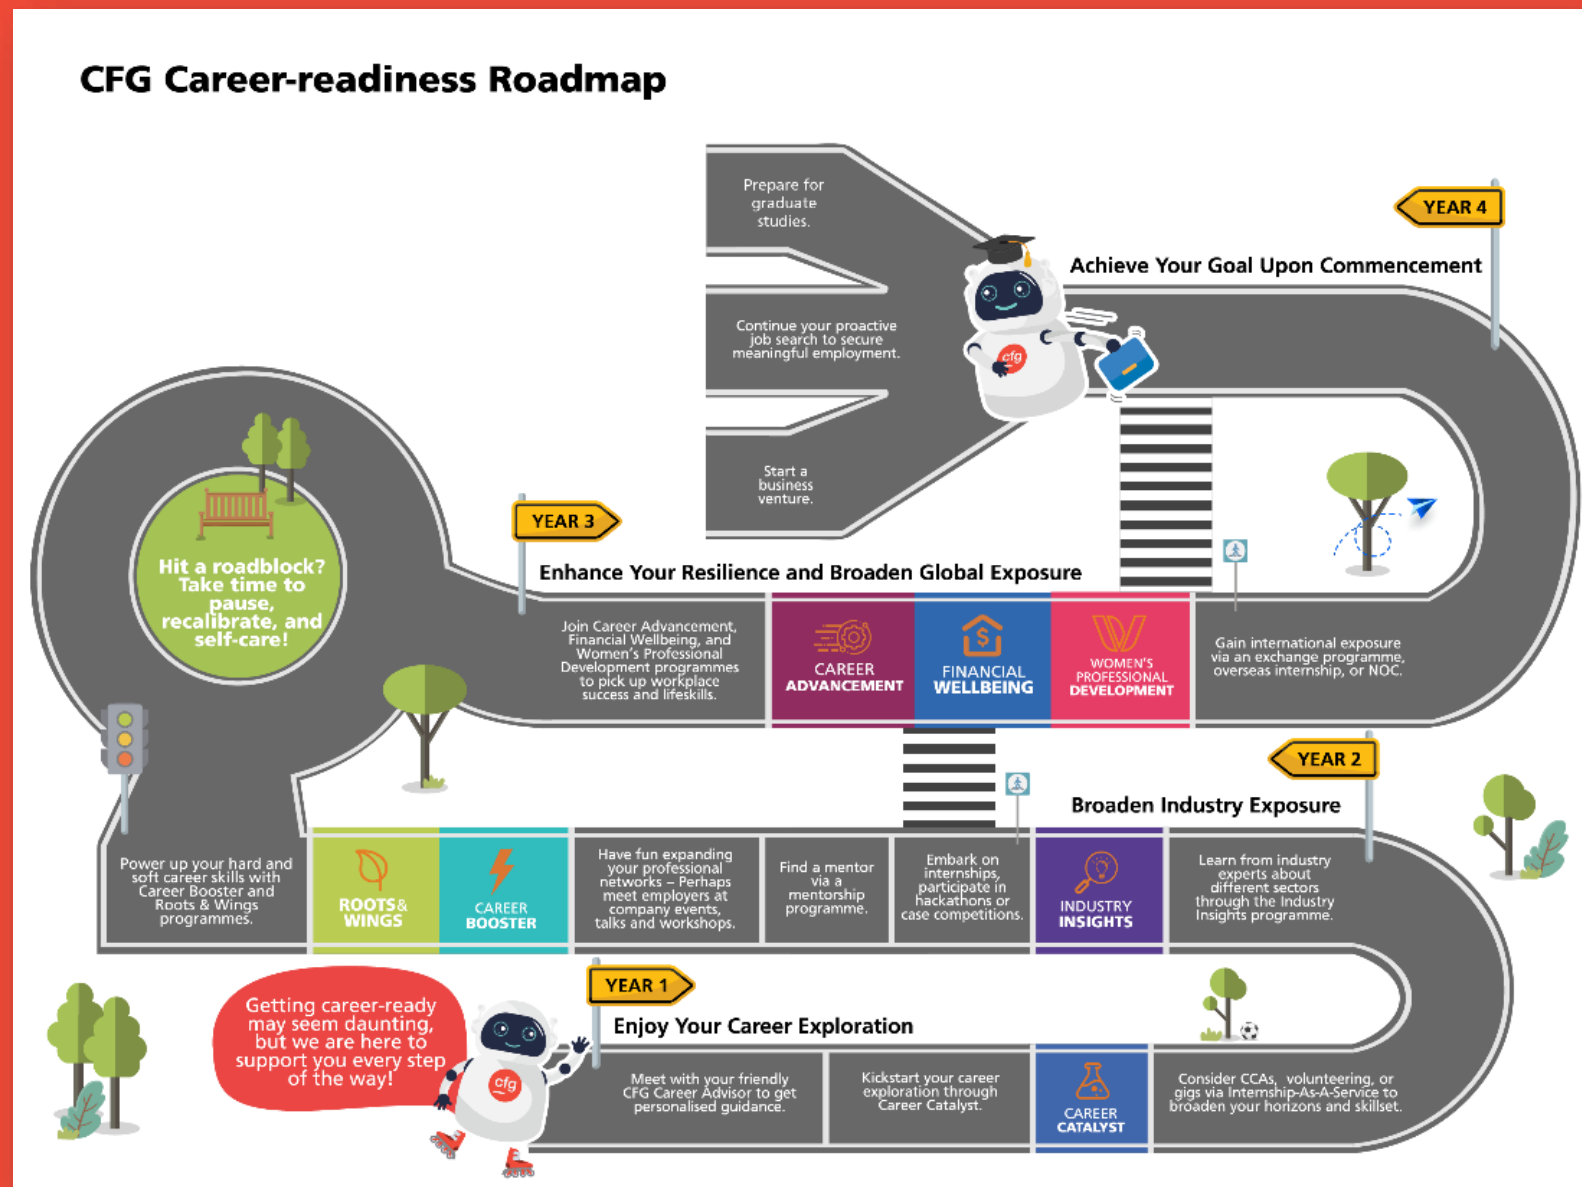 CFG Career-readiness Roadmap
Prepare for
graduate
studies.
YEAR 4
Achieve Your Goal Upon Commencement
Continue your proactive
job search to secure
meaningful employment.
cfg
Start a
business
venture.
Hit a roadblock?
Take time to
pause,
recalibrate, and
self-care!
YEAR 3
Enhance Your Resilience and Broaden Global Exposure
Join Career Advancement,
Financial Wellbeing, and
Women's Professional
Development programmes
to pick up workplace
success and lifeskills.
CAREER
ADVANCEMENT
FINANCIAL
WELLBEING
WOMEN'S
PROFESSIONAL
DEVELOPMENT
Gain international exposure
via an exchange programme,
overseas internship, or NOC.
YEAR 2
Broaden Industry Exposure
Power up your hard and
soft career skills with
Career Booster and
Roots & Wings
programmes.
ROOTS&
WINGS
CAREER
BOOSTER
Have fun expanding
your professional
networks – Perhaps
meet employers at
company events,
talks and workshops.
Find a mentor
via a
mentorship
programme.
Embark on
internships,
participate in
hackathons or
case competitions.
INDUSTRY
INSIGHTS
Learn from industry
experts about
different sectors
through the Industry
Insights programme.
Getting career-ready
may seem daunting,
but we are here to
support you every step
of the way!
cfg
YEAR 1
Enjoy Your Career Exploration
Meet with your friendly
CFG Career Advisor to get
personalised guidance.
Kickstart your career
exploration through
Career Catalyst.
CAREER
CATALYST
Consider CCAs, volunteering, or
gigs via Internship-As-A-Service to
broaden your horizons and skillset.